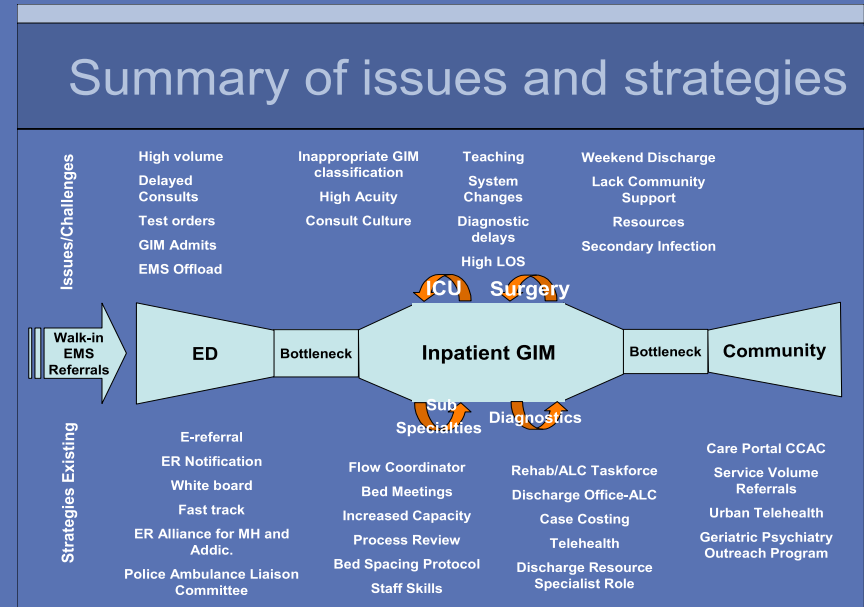 Summary of issues and strategies
Issues/Challenges
High volume
Delayed
Consults
Test orders
GIM Admits
EMS Offload
Inappropriate GIM
classification
High Acuity
Consult Culture
Teaching
System
Changes
Diagnostic
delays
High LOS
Weekend Discharge
Lack Community
Support
Resources
Secondary Infection
ICU
Surgery
Walk-in
EMS
Referrals
ED
Bottleneck
Inpatient GIM
Bottleneck
Community
Sub
Specialties
Diagnostics
Strategies Existing
E-referral
ER Notification
White board
Fast track
ER Alliance for MH and
Addic.
Police Ambulance Liaison
Committee
Flow Coordinator
Bed Meetings
Increased Capacity
Process Review
Bed Spacing Protocol
Staff Skills
Rehab/ALC Taskforce
Discharge Office-ALC
Case Costing
Telehealth
Discharge Resource
Specialist Role
Care Portal CCAC
Service Volume
Referrals
Urban Telehealth
Geriatric Psychiatry
Outreach Program